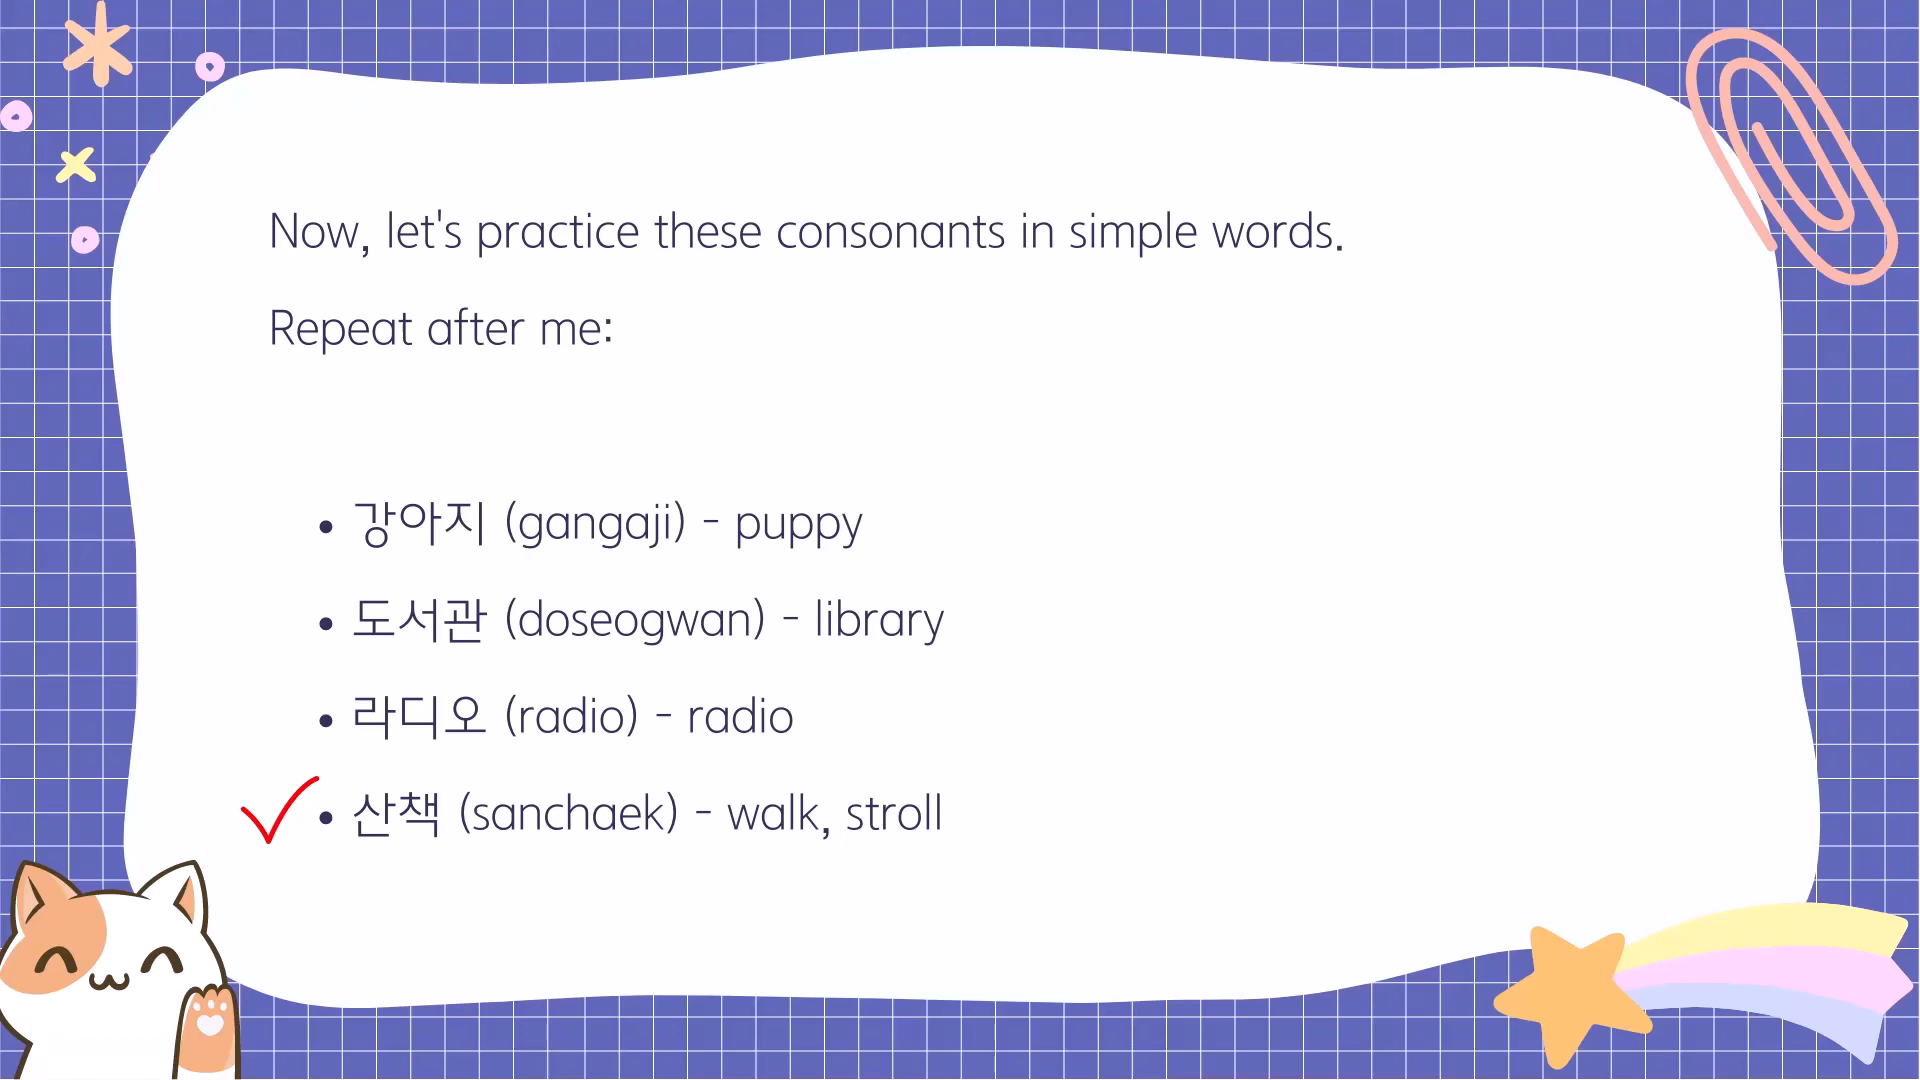 Now, let's practice these consonants in simple words.
Repeat after me:
• 강아지 (gangaji) - puppy
• 도서관 (doseogwan) - library
• 라디오 (radio) - radio
• 산책 (sanchaek) - walk, stroll